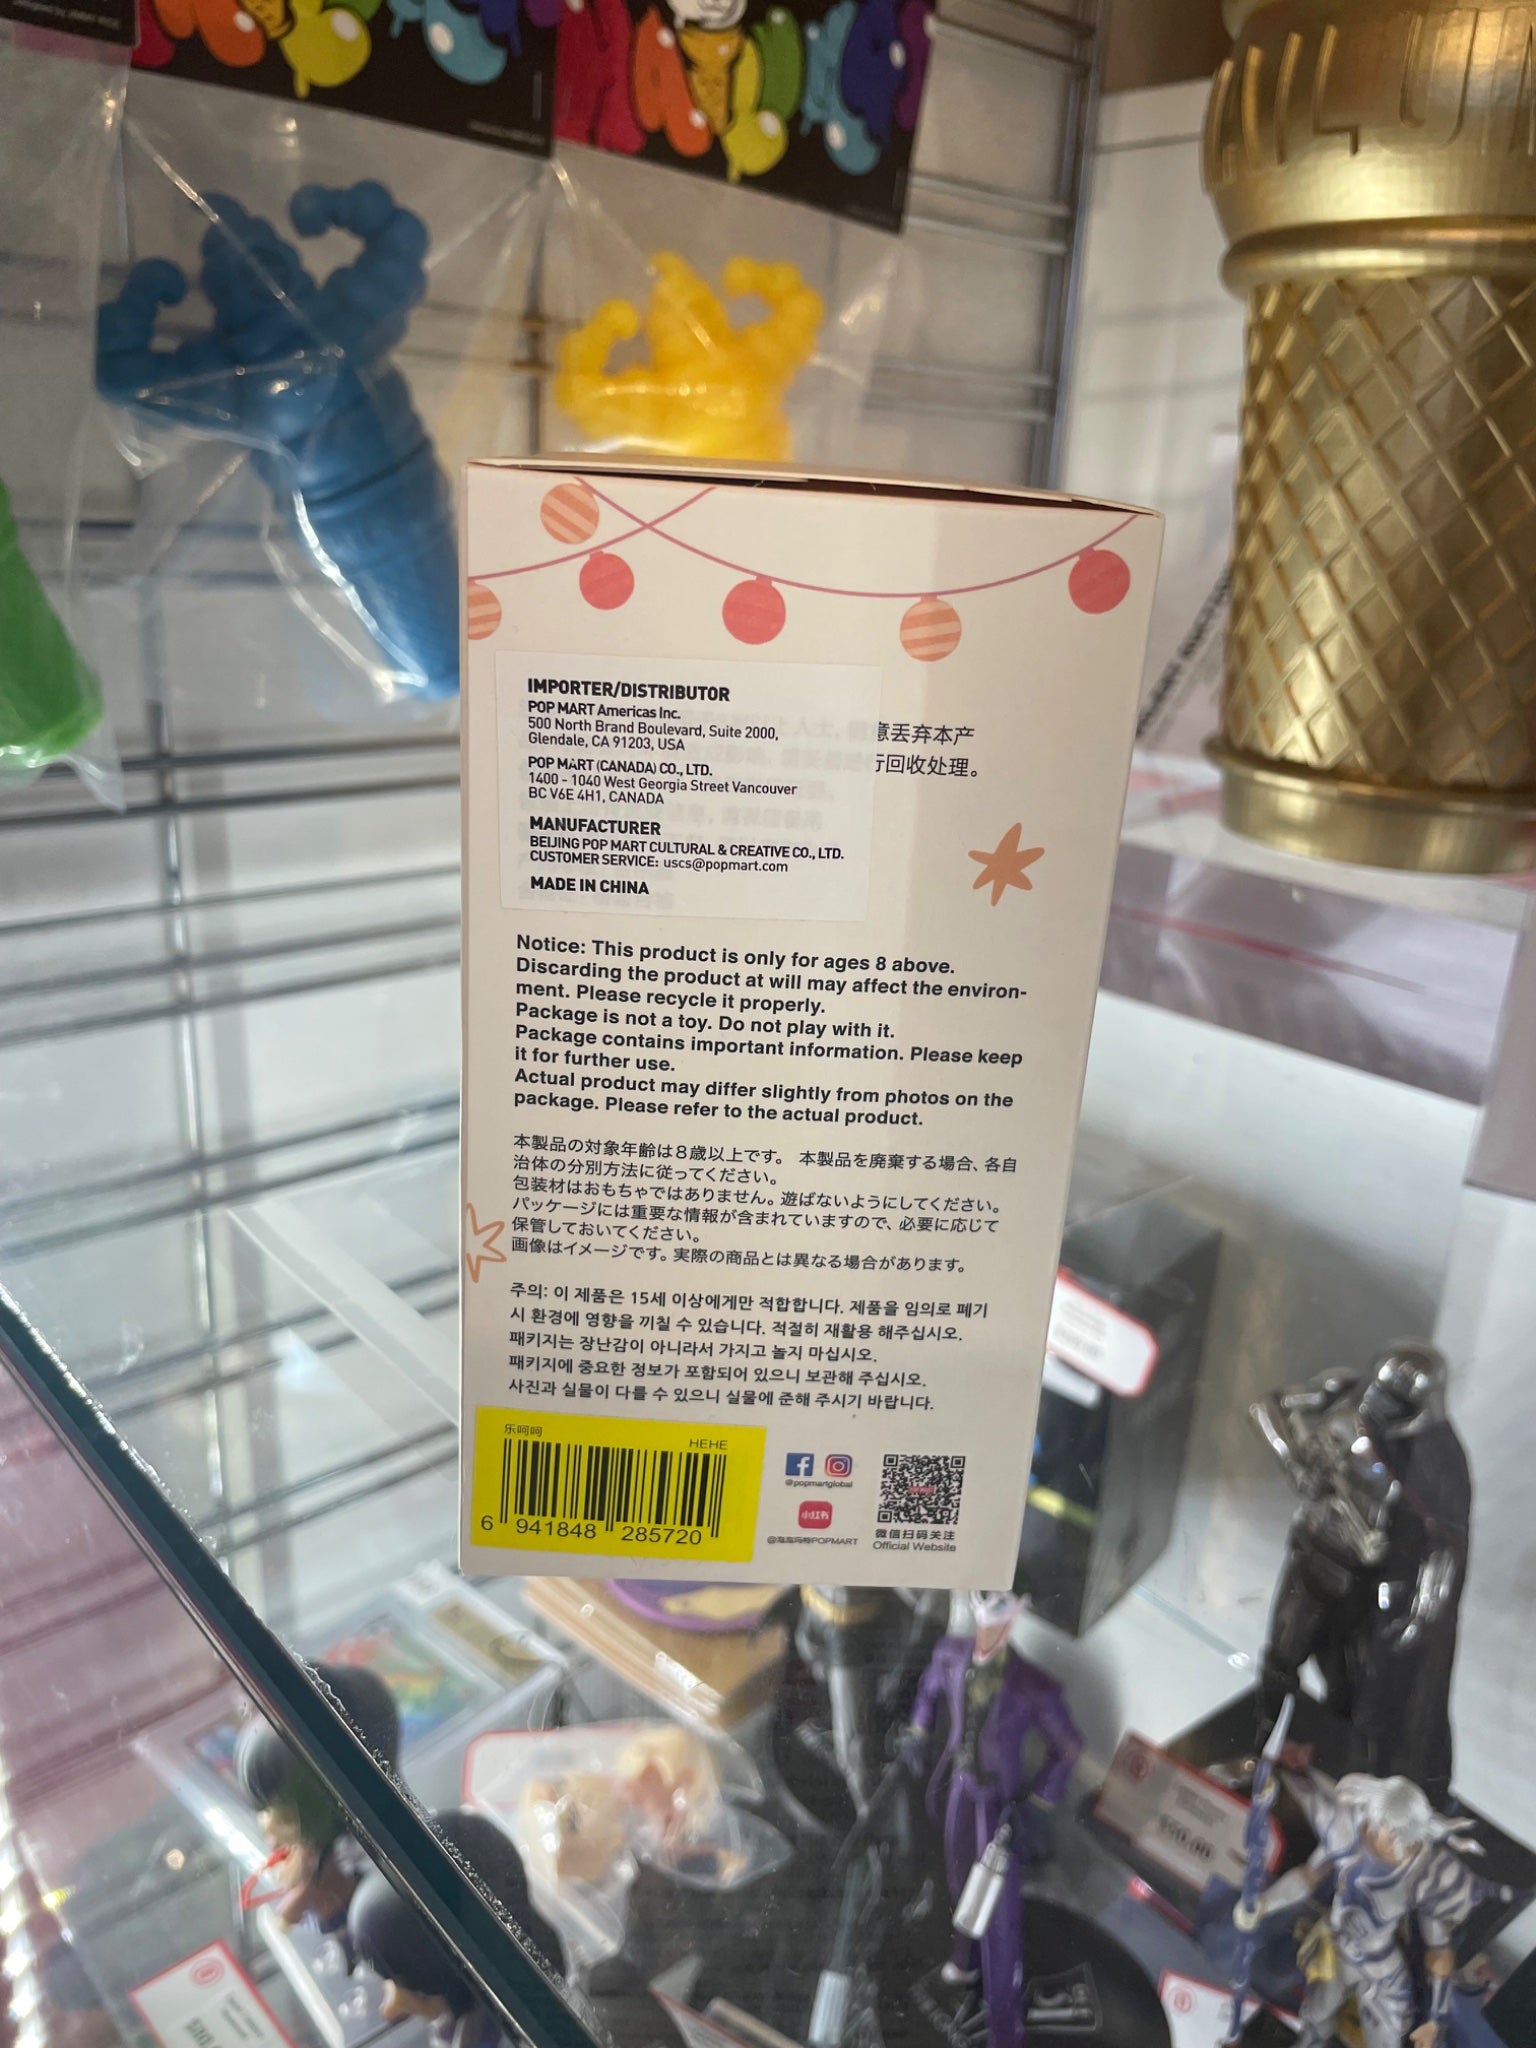 IMPORTER/DISTRIBUTOR
POP MART Americas Inc.
500 North Brand Boulevard, Suite 2000,
Glendale, CA 91203, USA
POP MART (CANADA) CO., LTD.
1400 - 1040 West Georgia Street Vancouver
BC V6E 4H1, CANADA
MANUFACTURER
BEIJING POP MART CULTURAL & CREATIVE CO., LTD.
CUSTOMER SERVICE: uscs@popmart.com
MADE IN CHINA
意丢弃本产
行回收处理。
Notice: This product is only for ages 8 above.
Discarding the product at will may affect the environ-
ment. Please recycle it properly.
Package is not a toy. Do not play with it.
Package contains important information. Please keep
it for further use.
Actual product may differ slightly from photos on the
package. Please refer to the actual product.
本製品の対象年齢は8歳以上です。 本製品を廃棄する場合、各自
治体の分別方法に従ってください。
包装材はおもちゃではありません。遊ばないようにしてください。
パッケージには重要な情報が含まれていますので、必要に応じて
保管しておいてください。
画像はイメージです。実際の商品とは異なる場合があります。
주의: 이 제품은 15세 이상에게만 적합합니다. 제품을 임의로 폐기
시 환경에 영향을 끼칠 수 있습니다. 적절히 재활용 해주십시오.
패키지는 장난감이 아니라서 가지고 놀지 마십시오.
패키지에 중요한 정보가 포함되어 있으니 보관해 주십시오.
사진과 실물이 다를 수 있으니 실물에 준해 주시기 바랍니다.
乐呵呵
HEHE
6 941848 285720
@popmartglobal
小红书
@泡泡玛特POPMART
微信扫码关注
Official Website